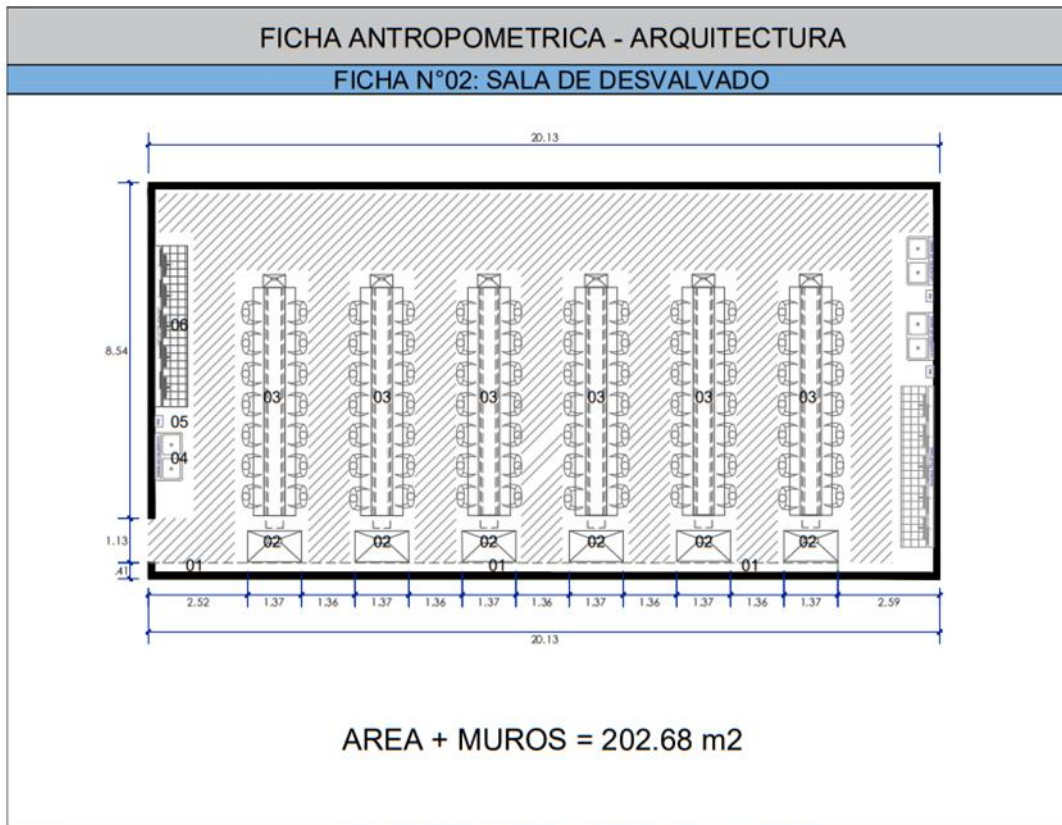 FICHA ANTROPOMETRICA - ARQUITECTURA
FICHA N°02: SALA DE DESVALVADO
20.13
8.54
06
03 03 03 03 03 03
05
04
1.13
02 02 02 02 02 02
.41
01 01 01
2.52 1.37 1.36 1.37 1.36 1.37 1.36 1.37 1.36 1.37 1.36 1.37 2.59
20.13
AREA + MUROS = 202.68 m2